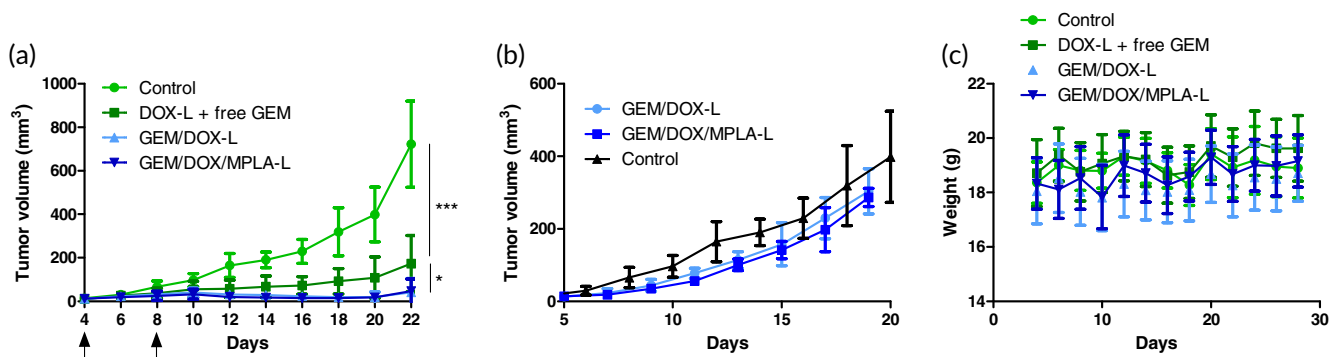 (a)
Tumor volume (mm³)
1000
800
600
400
200
0
Control
DOX-L + free GEM
GEM/DOX-L
GEM/DOX/MPLA-L
***
*
4 6 8 10 12 14 16 18 20 22
Days
(b)
Tumor volume (mm³)
600
400
200
0
GEM/DOX-L
GEM/DOX/MPLA-L
Control
5 10 15 20
Days
(c)
Control
DOX-L + free GEM
GEM/DOX-L
GEM/DOX/MPLA-L
Weight (g)
22
20
18
16
14
0 10 20 30
Days